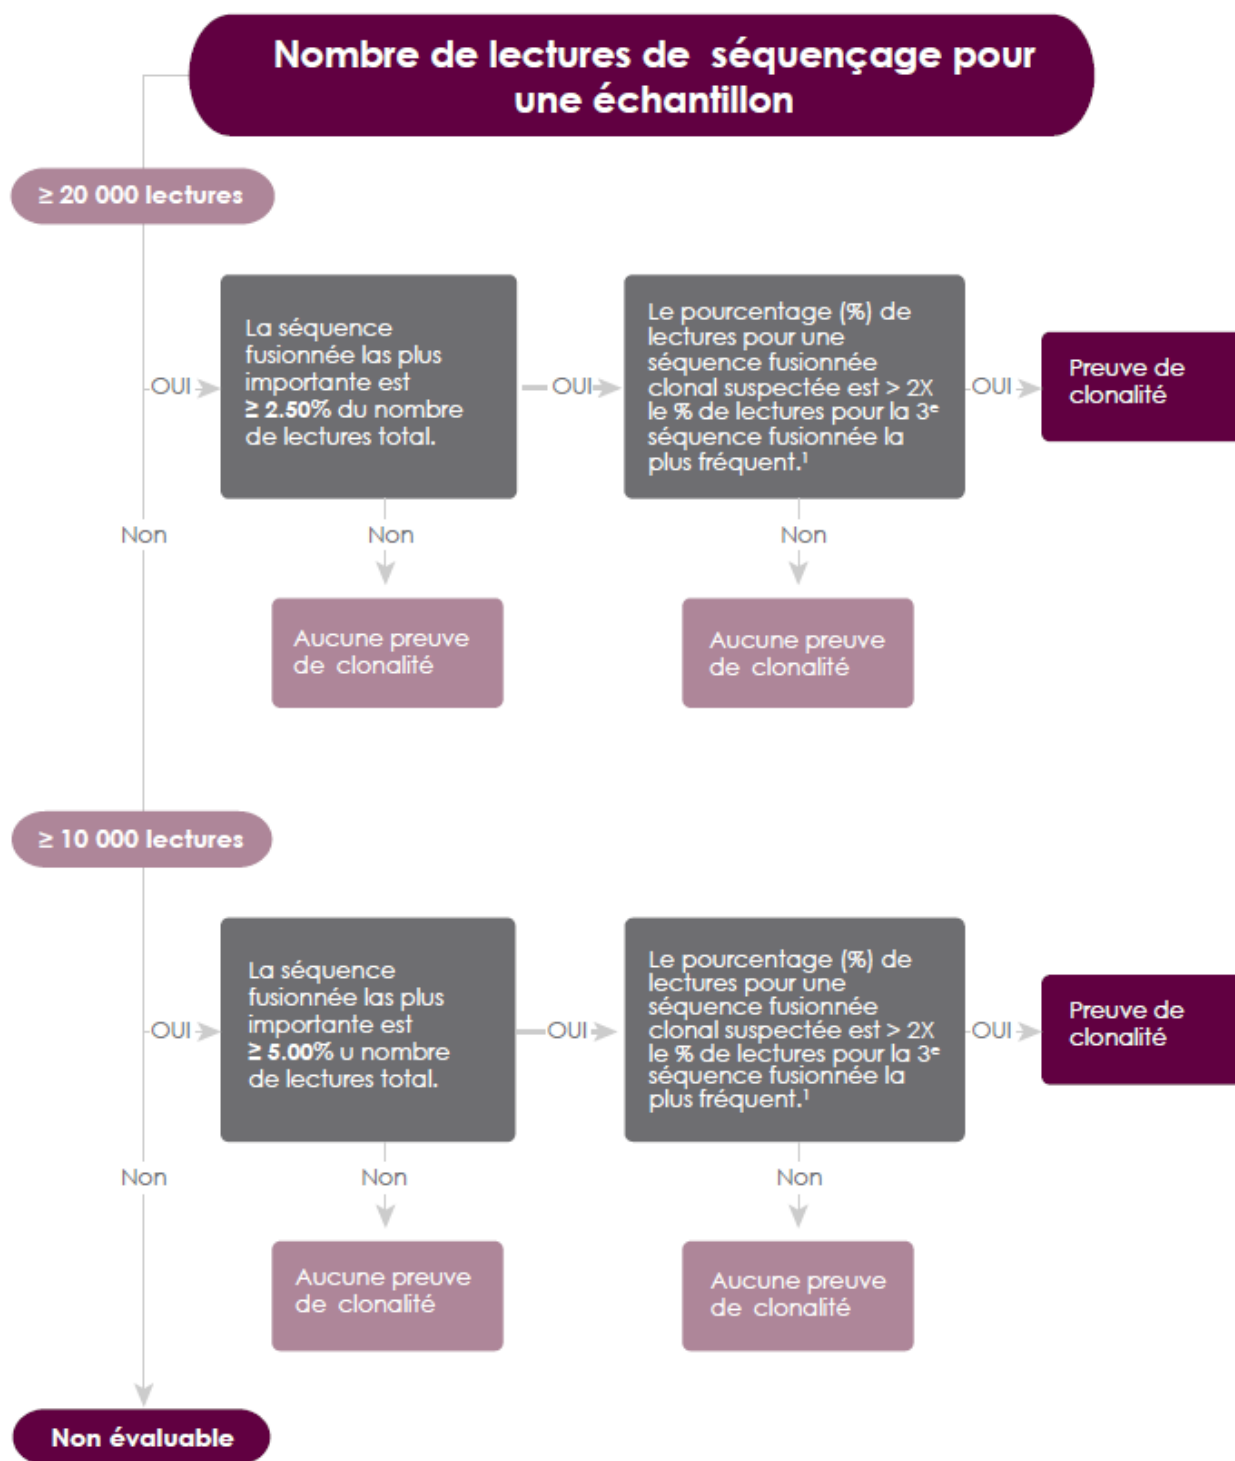 Nombre de lectures de séquençage pour
une échantillon
≥ 20 000 lectures
La séquence
fusionnée las plus
importante est
≥ 2.50% du nombre
de lectures total.
Le pourcentage (%) de
lectures pour une
séquence fusionnée
clonal suspectée est > 2X
le % de lectures pour la 3e
séquence fusionnée la
plus fréquent.¹
OUI
OUI
OUI
Preuve de
clonalité
Non
Non
Non
Aucune preuve
de clonalité
Aucune preuve
de clonalité
≥ 10 000 lectures
La séquence
fusionnée las plus
importante est
≥ 5.00% u nombre
de lectures total.
Le pourcentage (%) de
lectures pour une
séquence fusionnée
clonal suspectée est > 2X
le % de lectures pour la 3e
séquence fusionnée la
plus fréquent.¹
OUI
OUI
OUI
Preuve de
clonalité
Non
Non
Non
Aucune preuve
de clonalité
Aucune preuve
de clonalité
Non évaluable